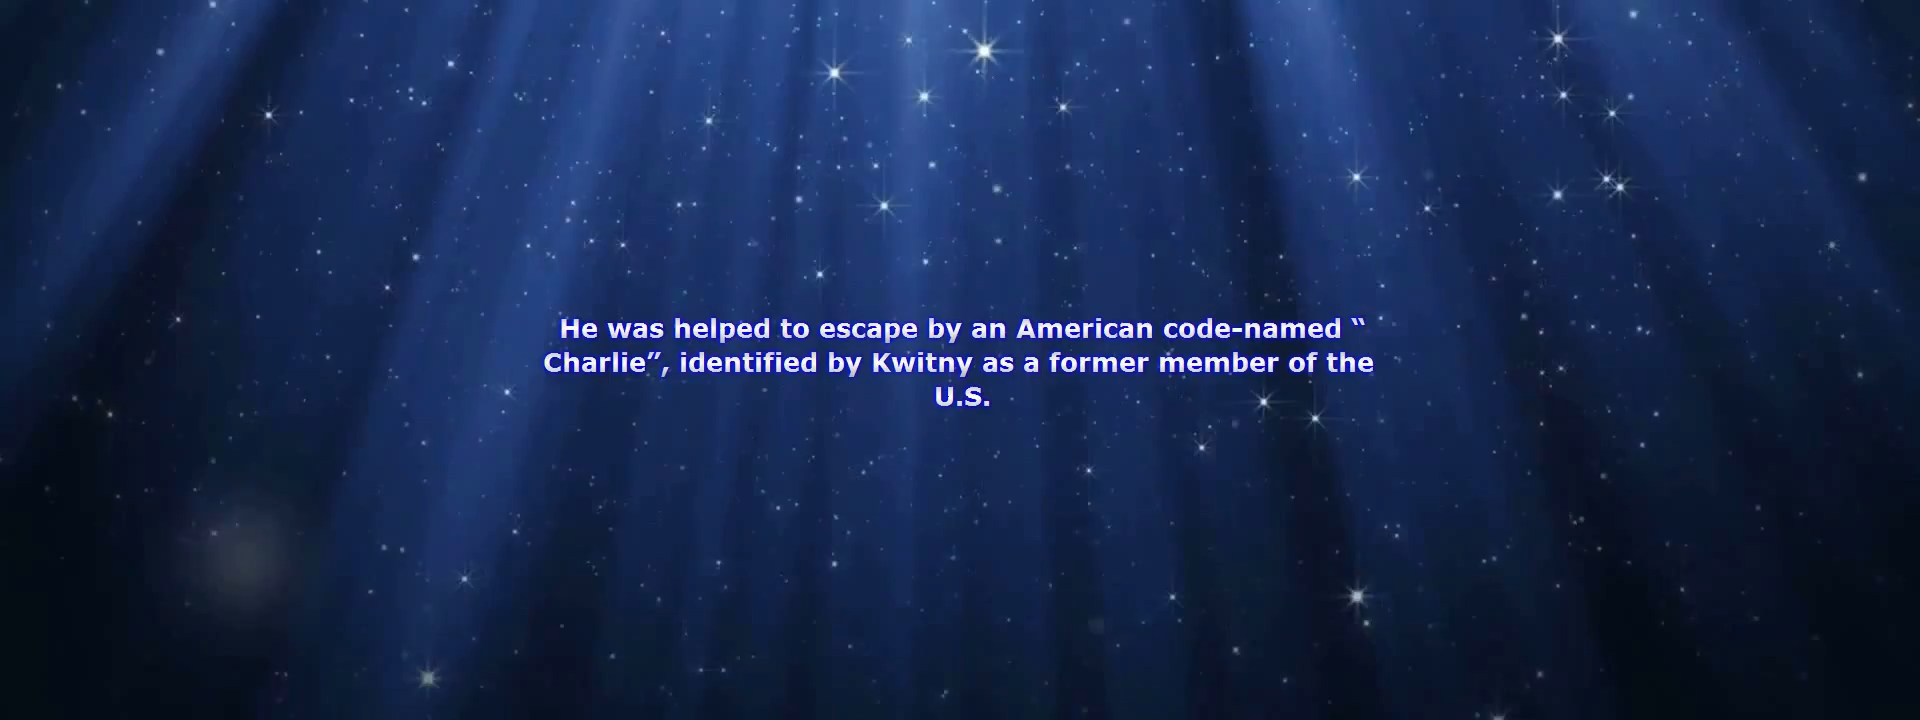 He was helped to escape by an American code-named “
Charlie”, identified by Kwitny as a former member of the
U.S.